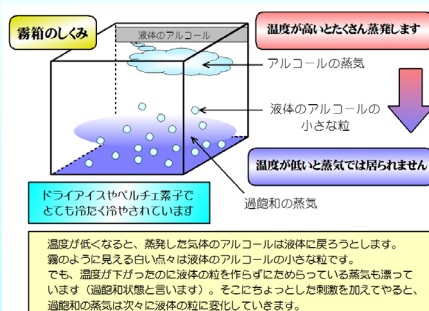 霧箱のしくみ
液体のアルコール
温度が高いとたくさん蒸発します
アルコールの蒸気
液体のアルコールの
小さな粒
温度が低いと蒸気では居られません
過飽和の蒸気
ドライアイスやペルチェ素子で
とても冷たく冷やされています
温度が低くなると、蒸発した気体のアルコールは液体に戻ろうとします。
霧のように見える白い点々は液体のアルコールの小さな粒です。
でも、温度が下がったのに液体の粒を作らずにためらっている蒸気も漂って
います（過飽和状態と言います）。そこにちょっとした刺激を加えてやると、
過飽和の蒸気は次々に液体の粒に変化していきます。